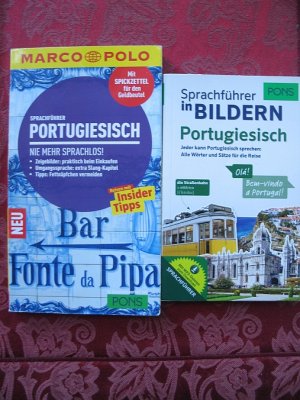 MARCO POLO
Mit
SPICKZETTEL
für den
Geldbeutel
SPRACHFÜHRER
PORTUGIESISCH
NIE MEHR SPRACHLOS!
• Zeigebilder: praktisch beim Einkaufen
• Umgangssprache: extra Slang-Kapitel
• Tipps: Fettnäpfchen vermeiden
Insider
Tipps
NEU
Bar
Fonte da Pipa
PONS
PONS
Sprachführer
in BILDERN
Portugiesisch
Jeder kann Portugiesisch sprechen:
Alle Wörter und Sätze für die Reise
die Straßenbahn
Olá!
Bem-vindo
a Portugal!
SPRACHFÜHRER